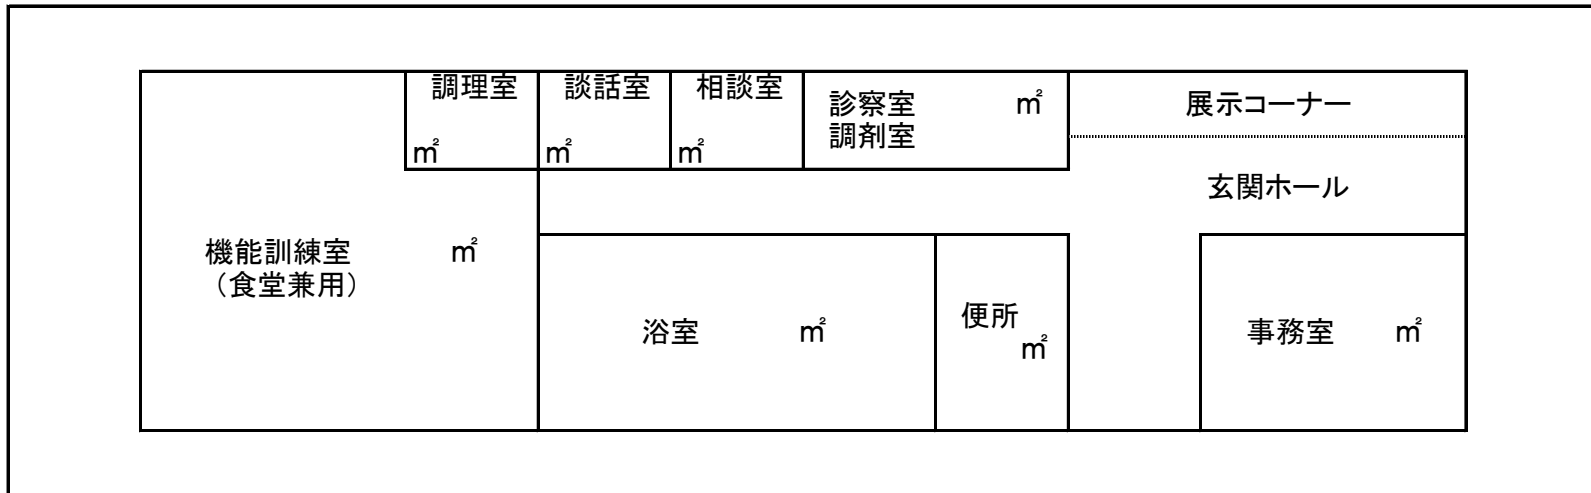 調理室
㎡
談話室
㎡
相談室
㎡
診察室 ㎡
調剤室
展示コーナー
玄関ホール
機能訓練室 ㎡
（食堂兼用）
浴室 ㎡
便所
㎡
事務室 ㎡